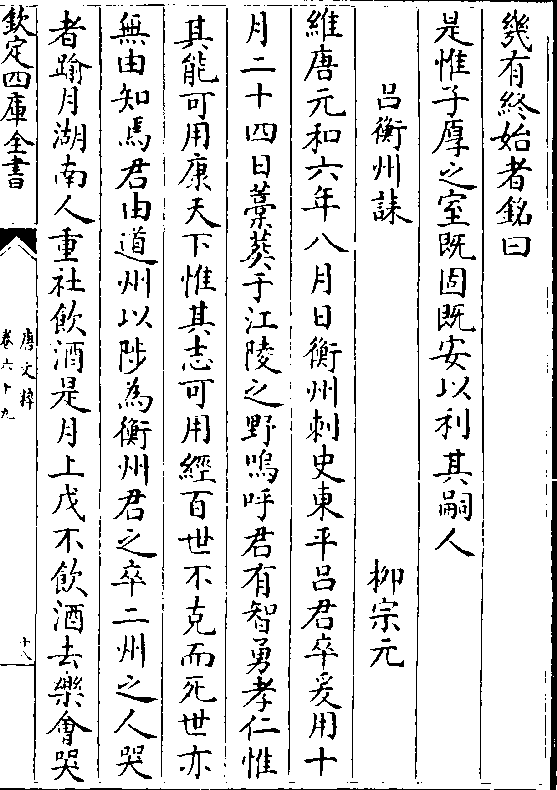 幾有終始者銘曰
是惟子厚之室既固既安以利其嗣人
呂衡州誄 柳宗元
維唐元和六年八月日衡州刺史東平呂君卒爰用十
月二十四日藁葬于江陵之野嗚呼君有智勇孝仁惟
其能可用康天下惟其志可用經百世不克而死世亦
無由知焉君由道州以陟為衡州君之卒二州之人哭
者踰月湖南人重社飲酒是月上戊不飲酒去樂會哭
欽定四庫全書
唐文粹
卷六十九
十八